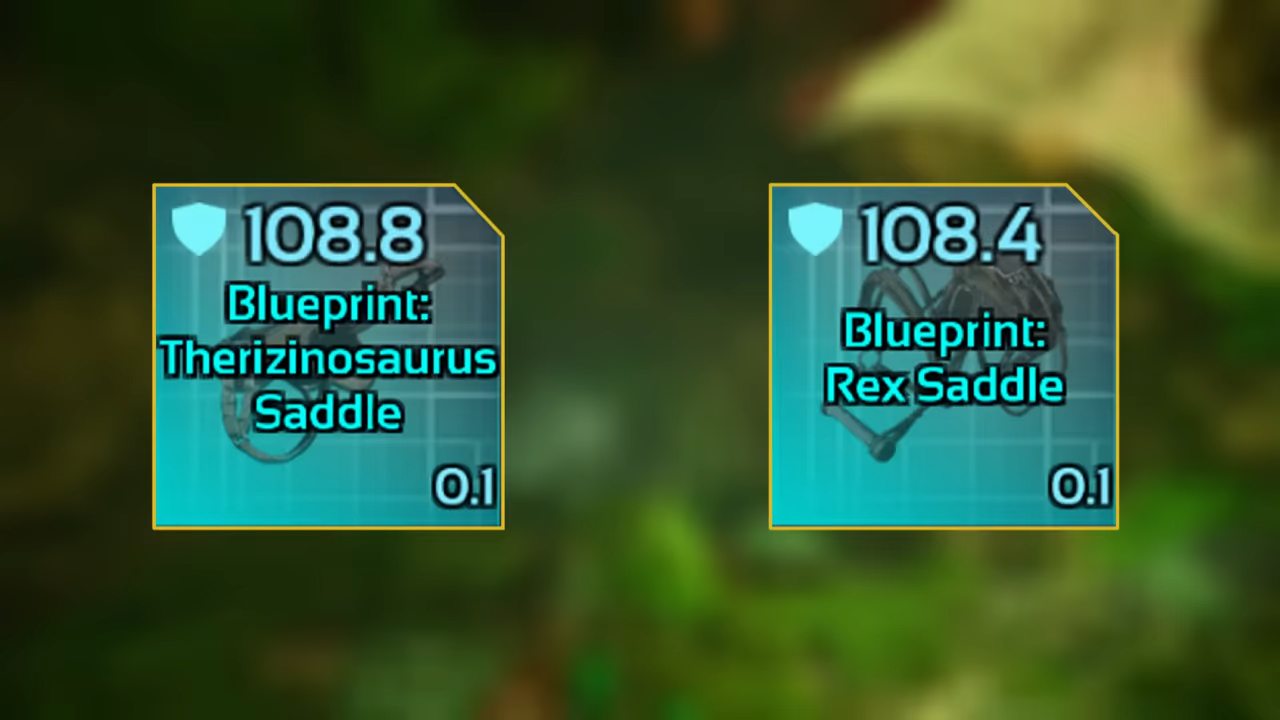 108.8
Blueprint:
Therizinosaurus
Saddle
0.1
108.4
Blueprint:
Rex Saddle
0.1